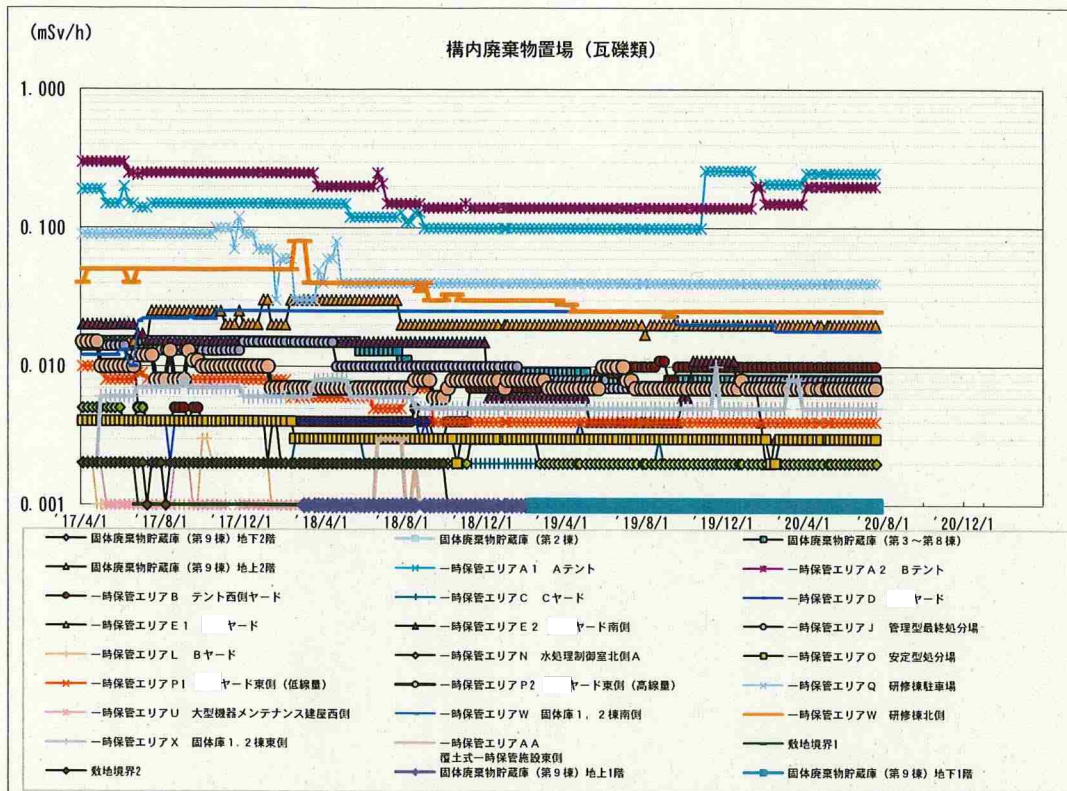 (mSv/h)
構内廃棄物置場（瓦礫類）
1.000
0.100
0.010
0.001
'17/4/1 '17/8/1 '17/12/1 '18/4/1 '18/8/1 '18/12/1 '19/4/1 '19/8/1 '19/12/1 '20/4/1 '20/8/1 '20/12/1
固体廃棄物貯蔵庫（第9棟）地下2階 固体廃棄物貯蔵庫（第2棟） 固体廃棄物貯蔵庫（第3～第8棟）
固体廃棄物貯蔵庫（第9棟）地上2階 一時保管エリアA1 Aテント 一時保管エリアA2 Bテント
一時保管エリアB テント西側ヤード 一時保管エリアC Cヤード 一時保管エリアD ヤード
一時保管エリアE1 ヤード 一時保管エリアE2 ヤード南側 一時保管エリアJ 管理型最終処分場
一時保管エリアL Bヤード 一時保管エリアN 水処理制御室北側A 一時保管エリアO 安定型処分場
一時保管エリアP1 ヤード東側（低線量） 一時保管エリアP2 ヤード東側（高線量） 一時保管エリアQ 研修棟駐車場
一時保管エリアU 大型機器メンテナンス建屋西側 一時保管エリアW 固体庫1,2棟南側 一時保管エリアW 研修棟北側
一時保管エリアX 固体庫1.2棟東側 一時保管エリアAA 敷地境界1
覆土式一時保管施設東側
敷地境界2 固体廃棄物貯蔵庫（第9棟）地上1階 固体廃棄物貯蔵庫（第9棟）地下1階